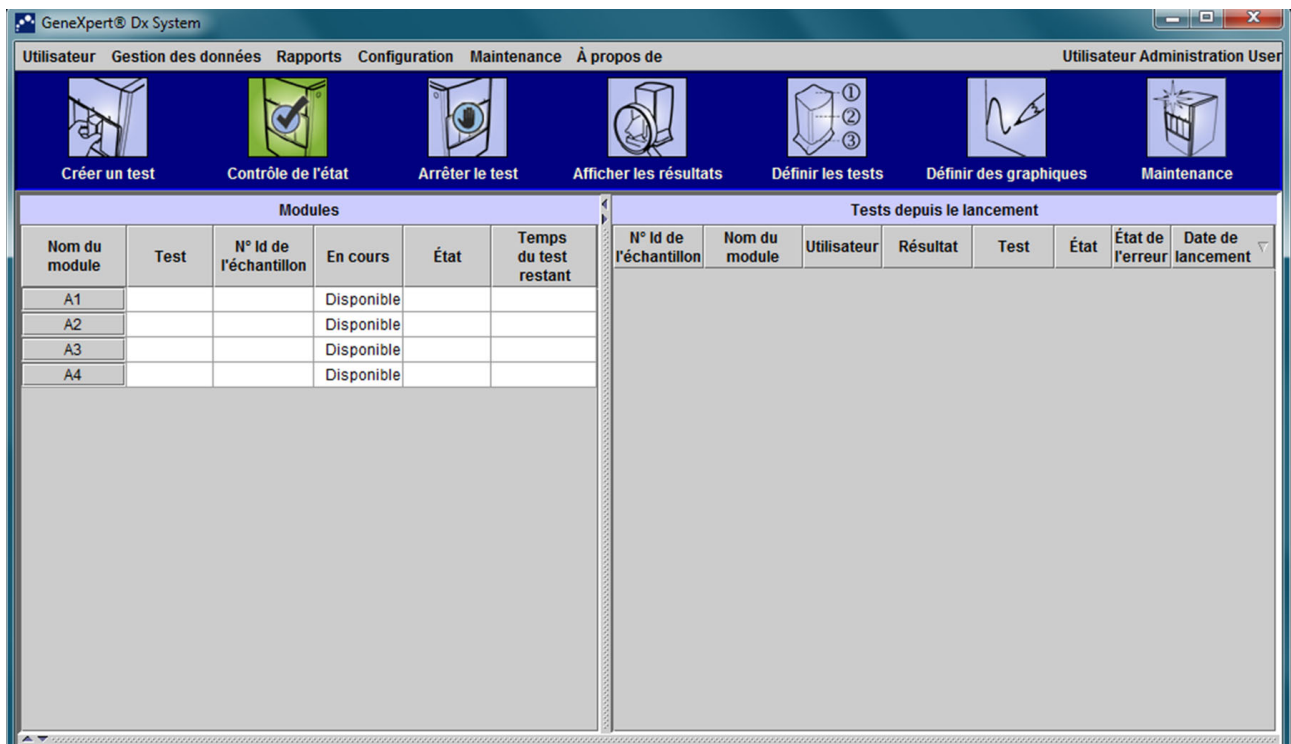 GeneXpert® Dx System
Utilisateur Gestion des données Rapports Configuration Maintenance À propos de Utilisateur Administration User
① 
② 
③
Créer un test Contrôle de l'état Arrêter le test Afficher les résultats Définir les tests Définir des graphiques Maintenance
Modules
Nom du module Test N° Id de l'échantillon En cours État Temps du test restant
A1 Disponible
A2 Disponible
A3 Disponible
A4 Disponible
Tests depuis le lancement
N° Id de l'échantillon Nom du module Utilisateur Résultat Test État État de l'erreur Date de lancement